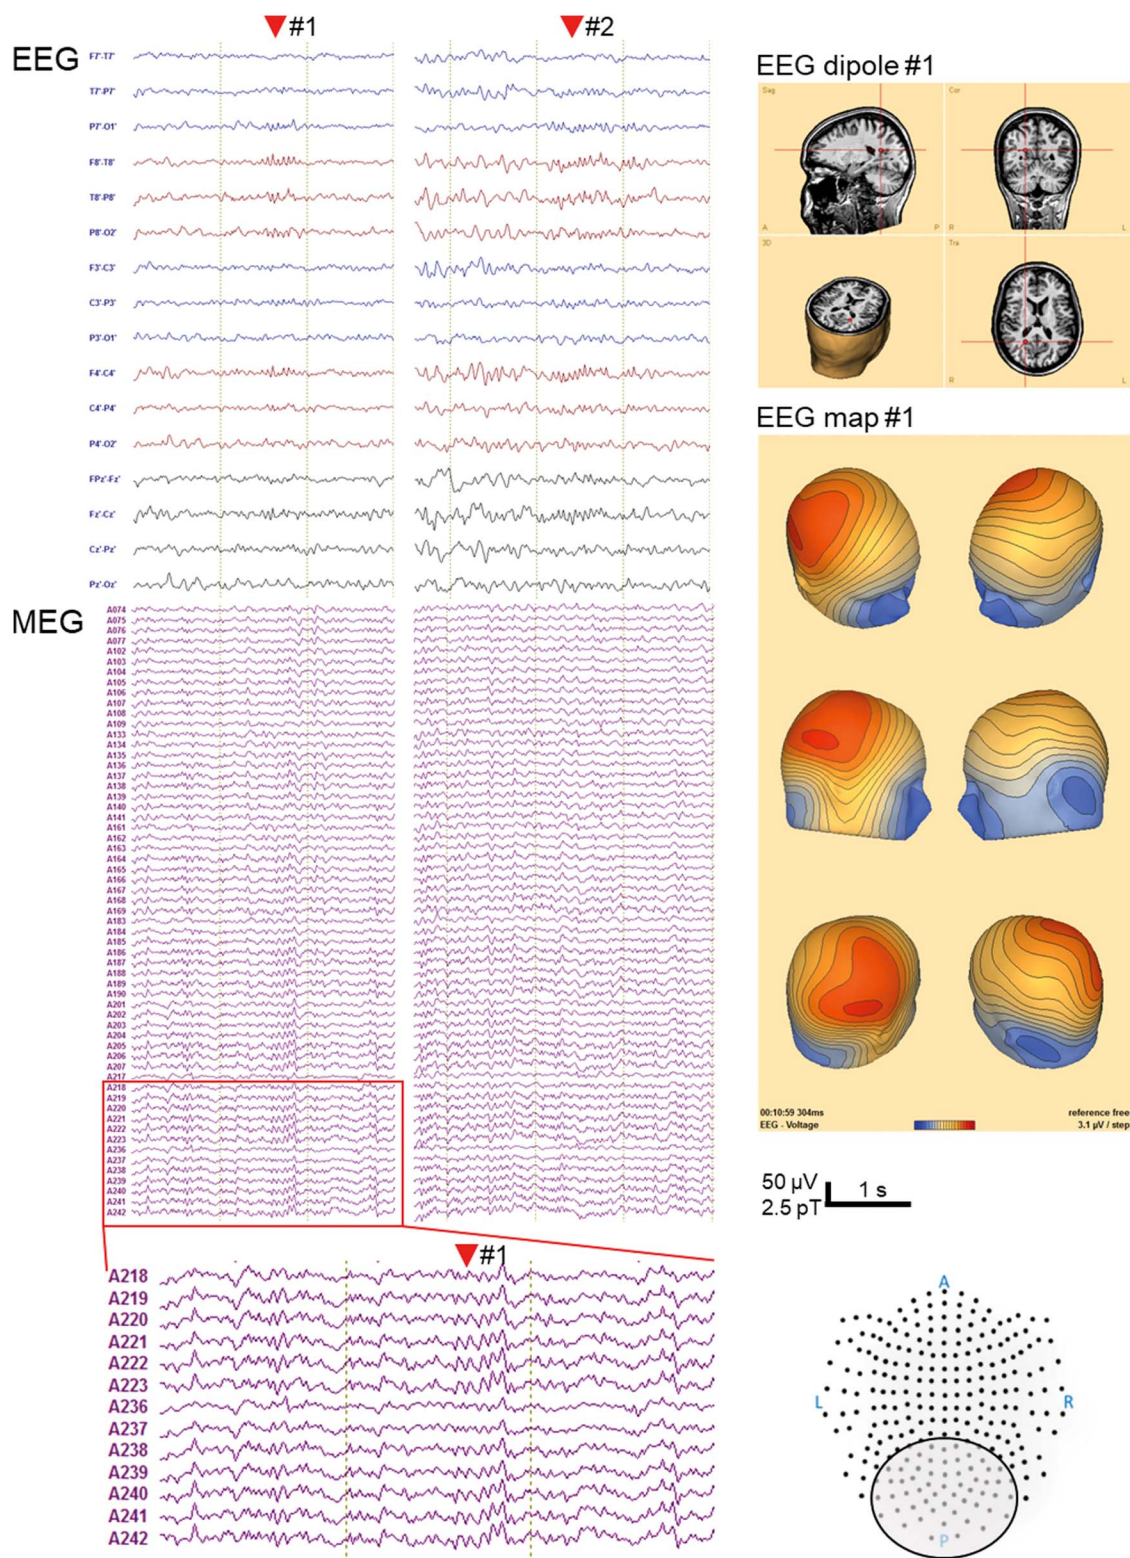 #1
#2
EEG
F7'-T7'
T7'-P7'
P7'-O1'
F8'-T8'
T8'-P8'
P8'-O2'
F3'-C3'
C3'-P3'
P3'-O1'
F4'-C4'
C4'-P4'
P4'-O2'
FPz'-Fz'
Fz'-Cz'
Cz'-Pz'
Pz'-Oz'
MEG
A074
A075
A076
A077
A102
A103
A104
A105
A106
A107
A108
A109
A133
A134
A135
A136
A137
A138
A139
A140
A141
A161
A162
A163
A164
A165
A166
A167
A168
A169
A183
A184
A185
A186
A187
A188
A189
A190
A201
A202
A203
A204
A205
A206
A207
A217
A218
A219
A220
A221
A222
A223
A236
A237
A238
A239
A240
A241
A242
#1
A218
A219
A220
A221
A222
A223
A236
A237
A238
A239
A240
A241
A242
EEG dipole #1
Sag
Cor
A
P
R
L
3D
Tra
R
L
EEG map #1
00:10:59 304ms
reference free
EEG - Voltage
3.1 µV / step
50 µV
1 s
2.5 pT
A
L
R
P